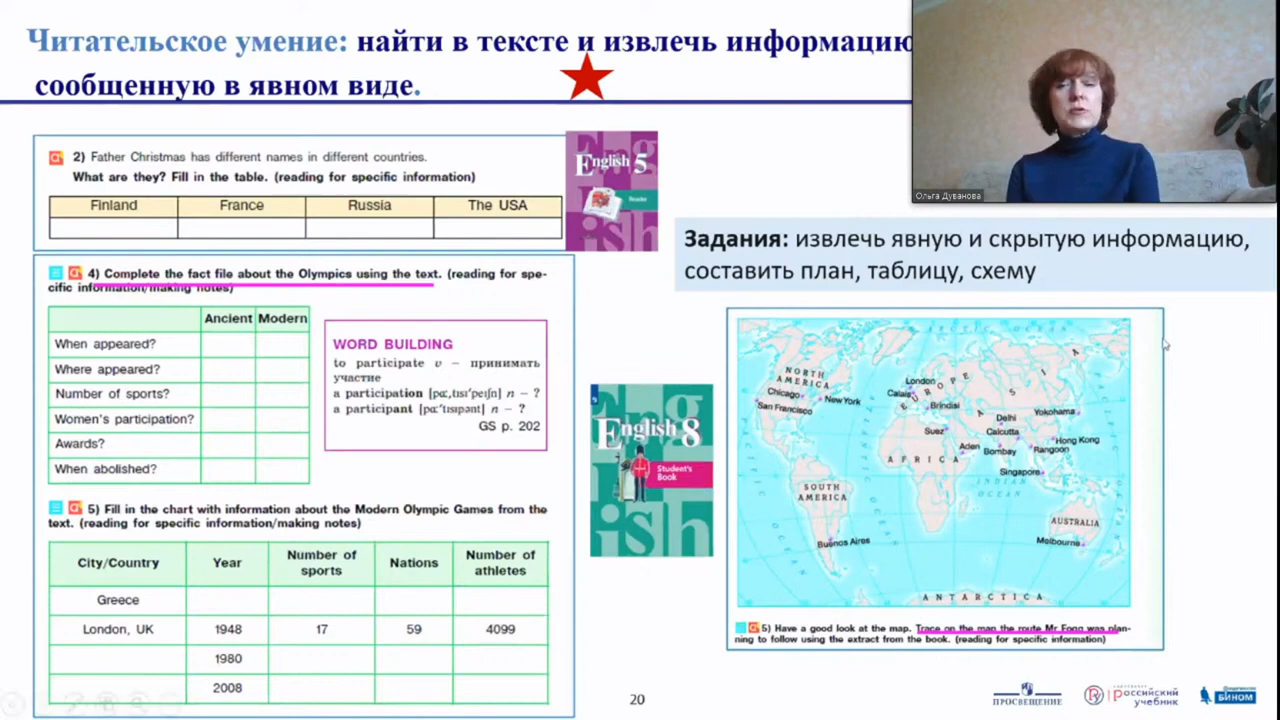 Читательское умение: найти в тексте и извлечь информацию
сообщенную в явном виде.
Ольга Дуванова
2) Father Christmas has different names in different countries.
What are they? Fill in the table. (reading for specific information)
Finland France Russia The USA
English 5
Reader
Задания: извлечь явную и скрытую информацию,
составить план, таблицу, схему
4) Complete the fact file about the Olympics using the text. (reading for spe-
cific information/making notes)
Ancient Modern
When appeared?
Where appeared?
Number of sports?
Women's participation?
Awards?
When abolished?
WORD BUILDING
to participate v – принимать
участие
a participation [pɑːˌtɪsɪˈpeɪʃn] n – ?
a participant [pɑːˈtɪsɪpənt] n – ?
GS p. 202
English 8
Student's
Book
5) Fill in the chart with information about the Modern Olympic Games from the
text. (reading for specific information/making notes)
City/Country Year Number of sports Nations Number of athletes
Greece
London, UK 1948 17 59 4099
1980
2008
ARCTIC OCEAN
NORTH
AMERICA
EUROPE
ASIA
London
Calais
Chicago
New York
San Francisco
Brindisi
Suez
Delhi
Yokohama
Calcutta
Aden
Bombay
Hong Kong
Rangoon
AFRICA
Singapore
INDIAN
OCEAN
SOUTH
AMERICA
AUSTRALIA
Buenos Aires
Melbourne
ANTARCTICA
5) Have a good look at the map. Trace on the map the route Mr Fogg was plan-
ning to follow using the extract from the book. (reading for specific information)
20
ПРОСВЕЩЕНИЕ
российский
учебник
БИНОМ